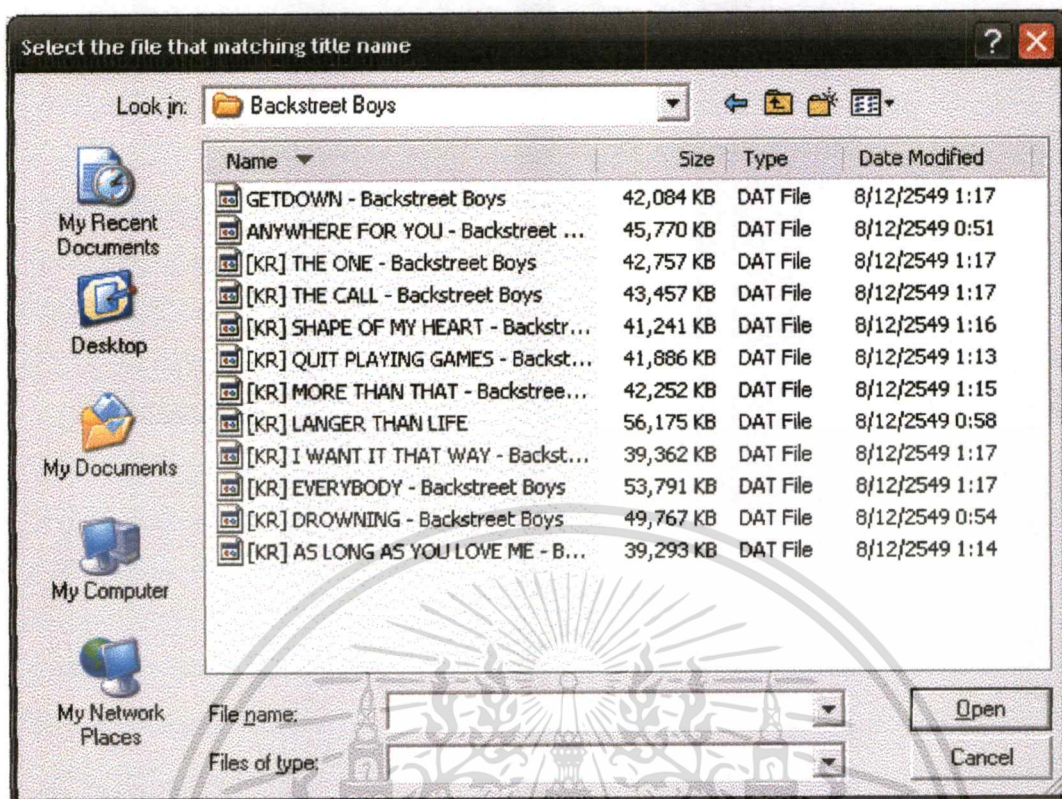 Select the file that matching title name
Look in: Backstreet Boys
Name Size Type Date Modified
GETDOWN - Backstreet Boys 42,084 KB DAT File 8/12/2549 1:17
ANYWHERE FOR YOU - Backstreet ... 45,770 KB DAT File 8/12/2549 0:51
[KR] THE ONE - Backstreet Boys 42,757 KB DAT File 8/12/2549 1:17
[KR] THE CALL - Backstreet Boys 43,457 KB DAT File 8/12/2549 1:17
[KR] SHAPE OF MY HEART - Backstr... 41,241 KB DAT File 8/12/2549 1:16
[KR] QUIT PLAYING GAMES - Backst... 41,886 KB DAT File 8/12/2549 1:13
[KR] MORE THAN THAT - Backstree... 42,252 KB DAT File 8/12/2549 1:15
[KR] LANGER THAN LIFE 56,175 KB DAT File 8/12/2549 0:58
[KR] I WANT IT THAT WAY - Backst... 39,362 KB DAT File 8/12/2549 1:17
[KR] EVERYBODY - Backstreet Boys 53,791 KB DAT File 8/12/2549 1:17
[KR] DROWNING - Backstreet Boys 49,767 KB DAT File 8/12/2549 0:54
[KR] AS LONG AS YOU LOVE ME - B... 39,293 KB DAT File 8/12/2549 1:14
My Recent
Documents
Desktop
My Documents
My Computer
My Network
Places
File name:
Open
Files of type:
Cancel